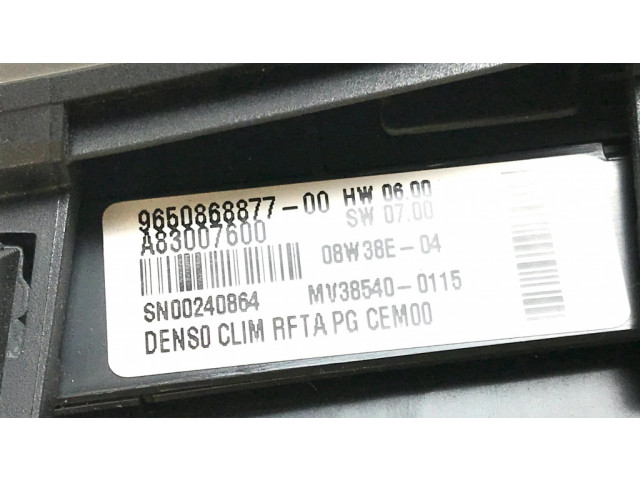 9650868877-00 HW 06.00
A83007600 SW 07.00
08W38E-04
SN00240864 MV38540-0115
DENSO CLIM RFTA PG CEM00